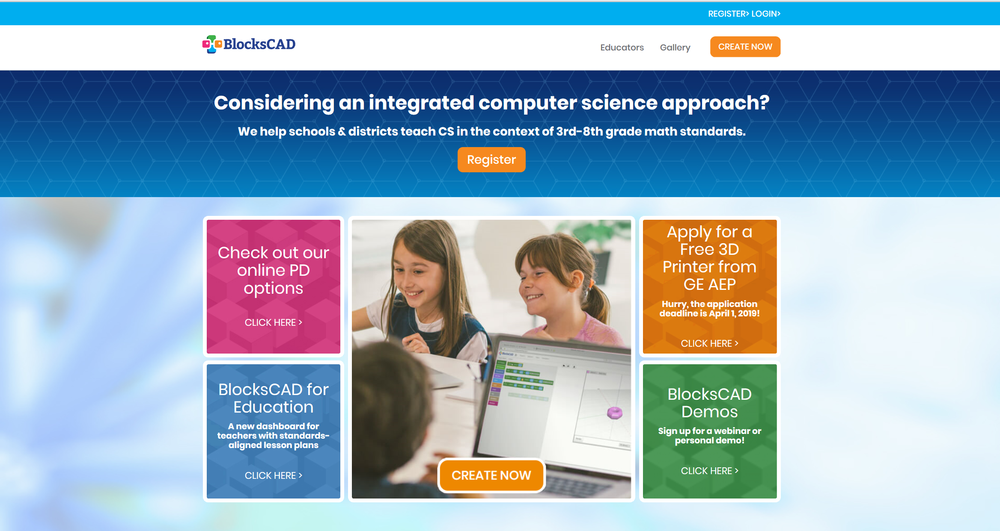 REGISTER> LOGIN>
BlocksCAD
Educators
Gallery
CREATE NOW
Considering an integrated computer science approach?
We help schools & districts teach CS in the context of 3rd-8th grade math standards.
Register
Check out our
online PD
options
CLICK HERE >
Apply for a
Free 3D
Printer from
GE AEP
Hurry, the application
deadline is April 1, 2019!
CLICK HERE >
BlocksCAD
BlocksCAD for
Education
A new dashboard for
teachers with standards-
aligned lesson plans
CLICK HERE >
CREATE NOW
BlocksCAD
Demos
Sign up for a webinar or
personal demo!
CLICK HERE >